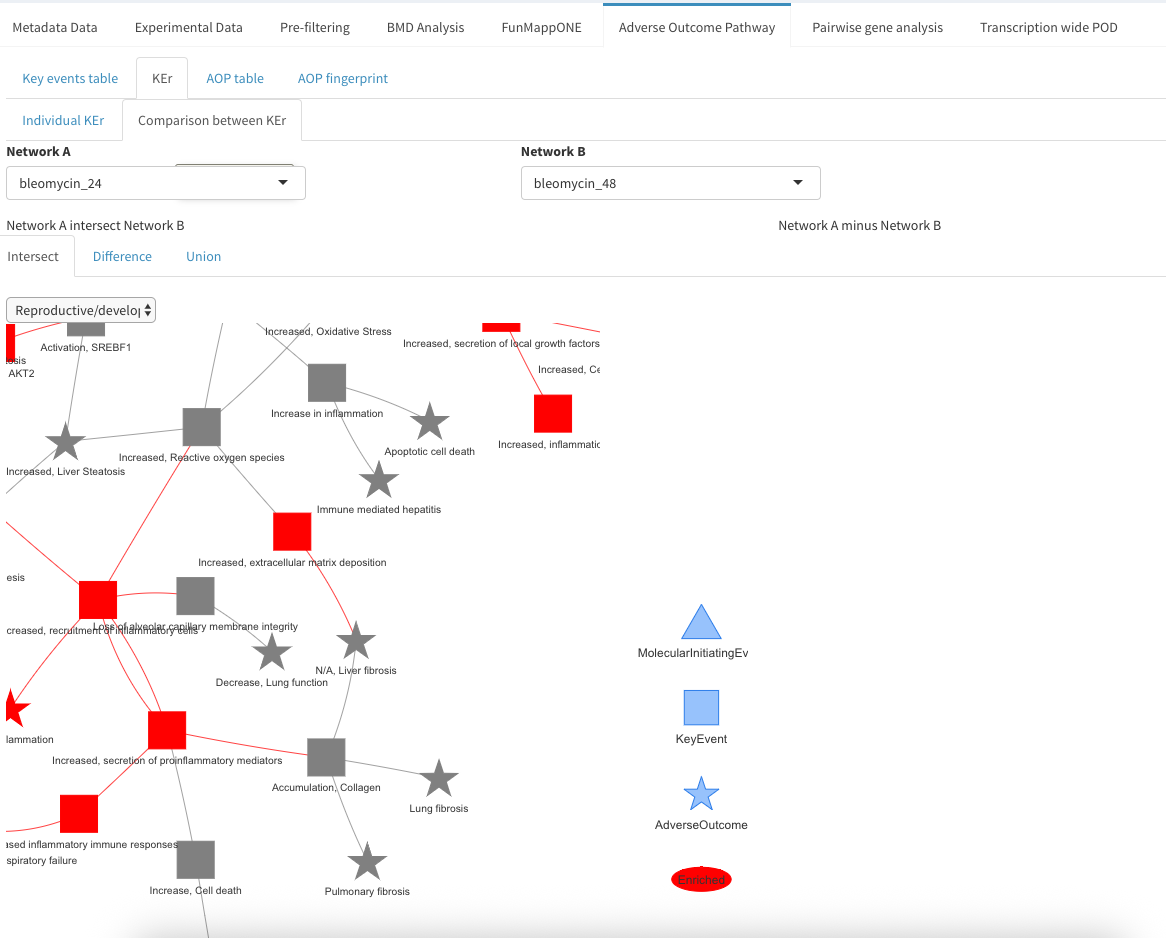 Metadata Data Experimental Data Pre-filtering BMD Analysis FunMappONE Adverse Outcome Pathway Pairwise gene analysis Transcription wide POD
Key events table KEr AOP table AOP fingerprint
Individual KEr Comparison between KEr
Network A Network B
bleomycin_24 bleomycin_48
Network A intersect Network B Network A minus Network B
Intersect Difference Union
Reproductive/develo
Increased, Oxidative Stress
Activation, SREBF1
Increased, secretion of local growth factors
osis
AKT2
Increased, Ce
Increase in inflammation
Increased, inflammatic
Apoptotic cell death
Increased, Reactive oxygen species
Increased, Liver Steatosis
Immune mediated hepatitis
Increased, extracellular matrix deposition
esis
Loss of alveolar capillary membrane integrity
creased, recruitment of inflammatory cells
MolecularInitiatingEv
N/A, Liver fibrosis
Decrease, Lung function
lammation
KeyEvent
Increased, secretion of proinflammatory mediators
Accumulation, Collagen
Lung fibrosis
AdverseOutcome
ased inflammatory immune responses
spiratory failure
Enriched
Increase, Cell death
Pulmonary fibrosis